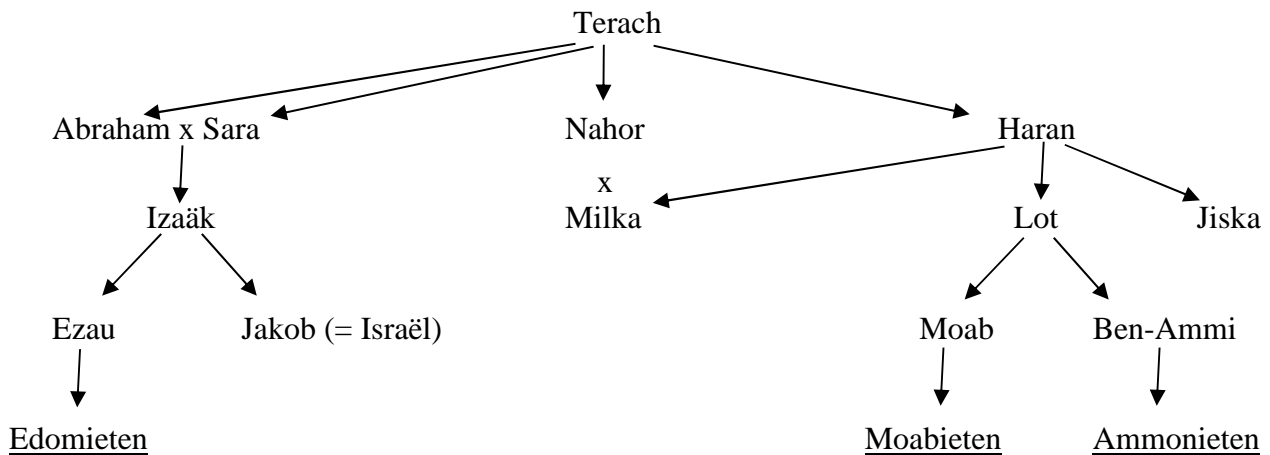 Terach
Abraham x Sara Nahor Haran
x
Izaäk Milka Lot Jiska
Ezau Jakob (= Israël) Moab Ben-Ammi
Edomieten Moabieten Ammonieten